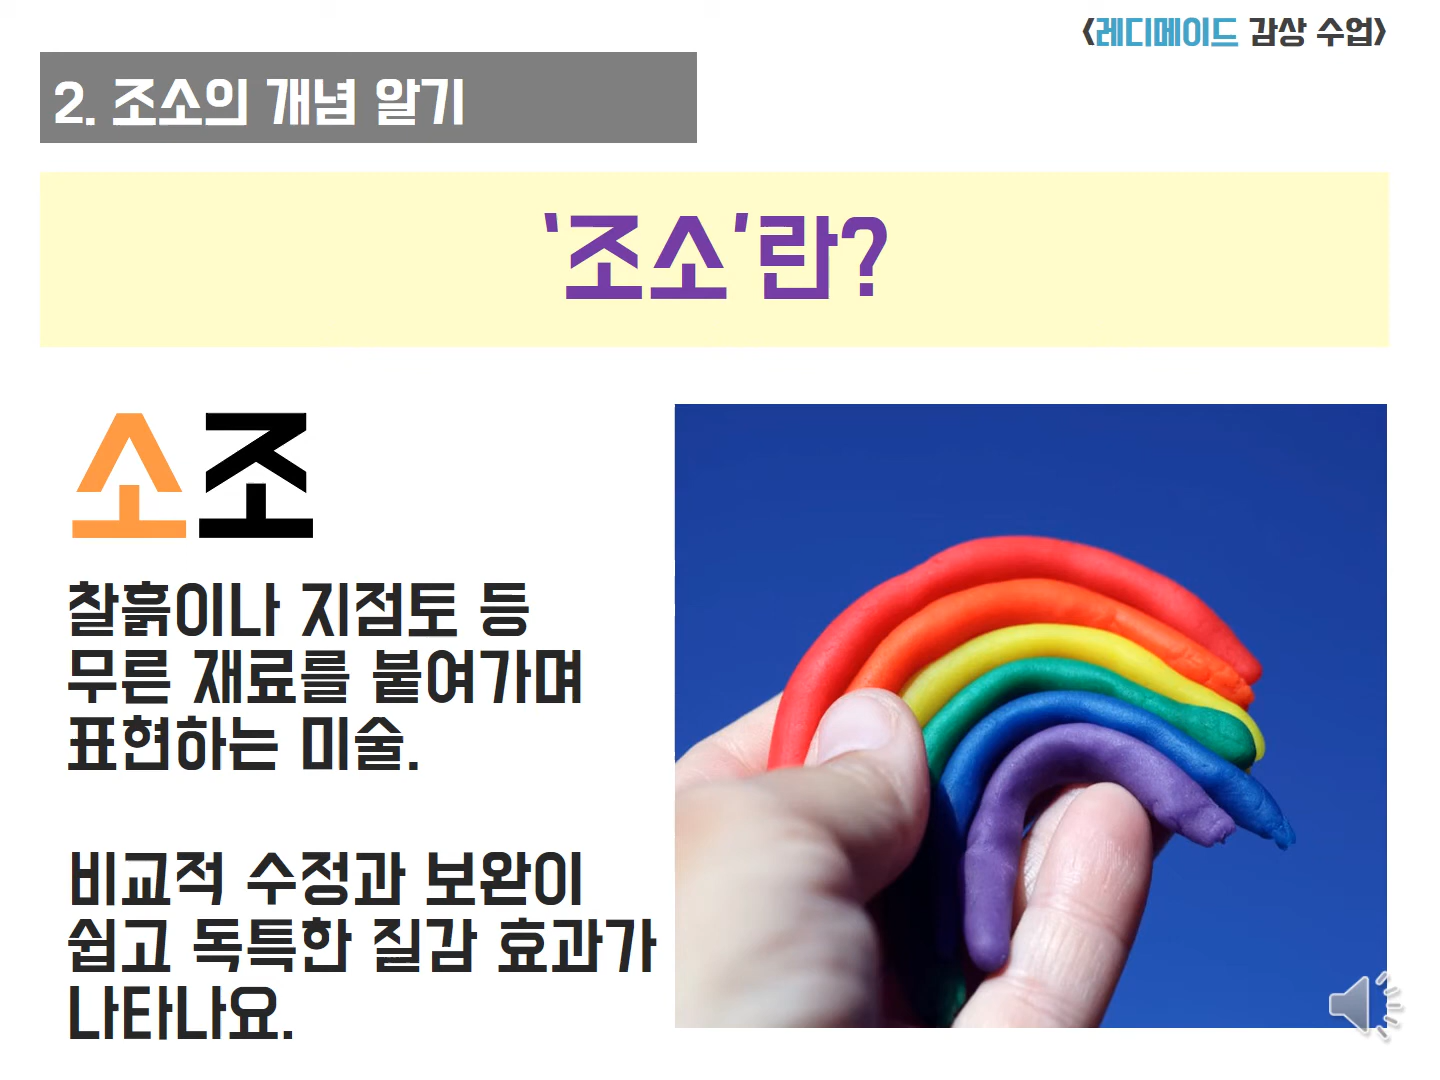 <레디메이드 감상 수업>
2. 조소의 개념 알기
‘조소’란?
소조
찰흙이나 지점토 등
무른 재료를 붙여가며
표현하는 미술.
비교적 수정과 보완이
쉽고 독특한 질감 효과가
나타나요.